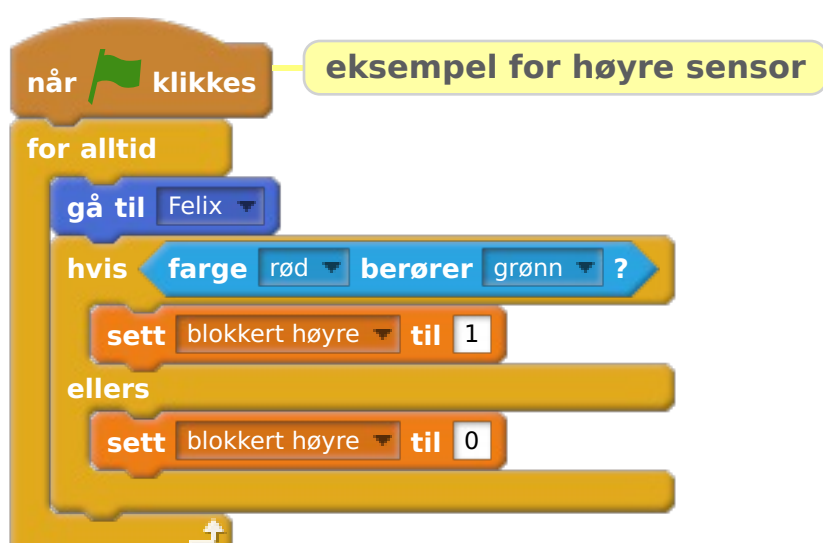 når klikkes
eksempel for høyre sensor
for alltid
gå til Felix
hvis farge rød berører grønn ?
sett blokkert høyre til 1
ellers
sett blokkert høyre til 0